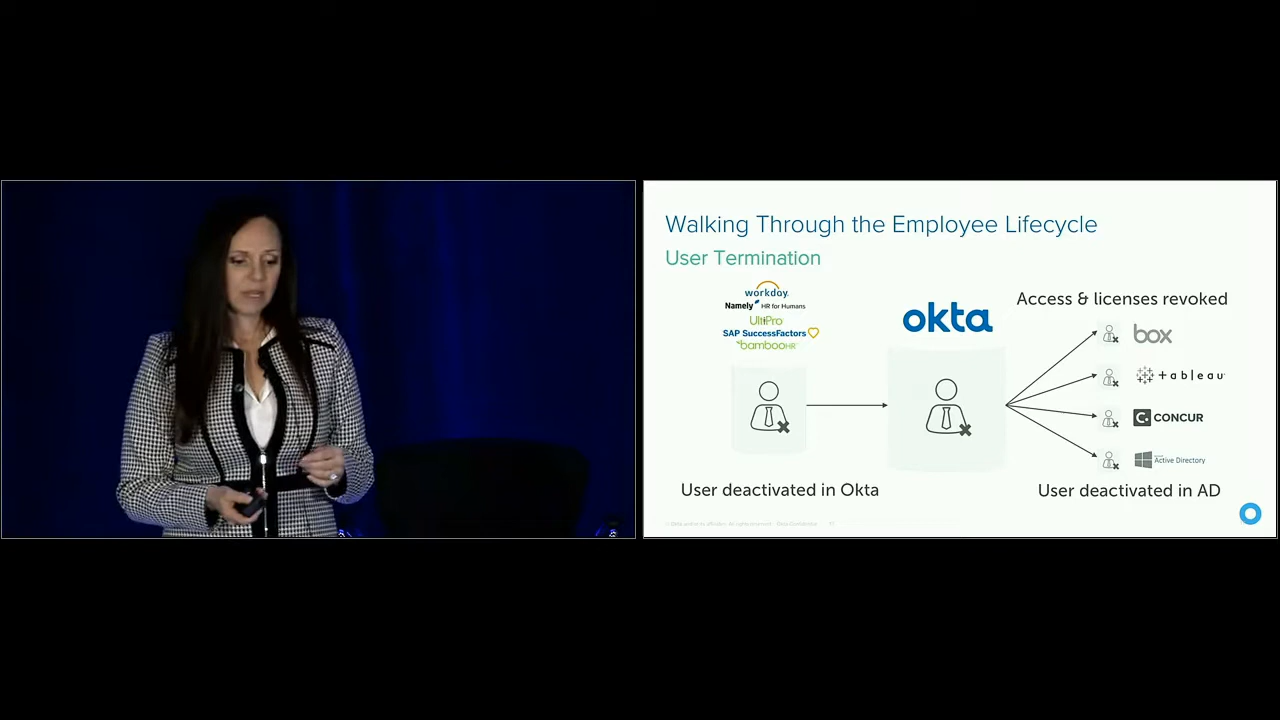 Walking Through the Employee Lifecycle
User Termination
workday.
Namely HR for Humans
UltiPro
SAP SuccessFactors
bambooHR
okta
Access & licenses revoked
box
+ableau
CONCUR
Active Directory
User deactivated in Okta
User deactivated in AD